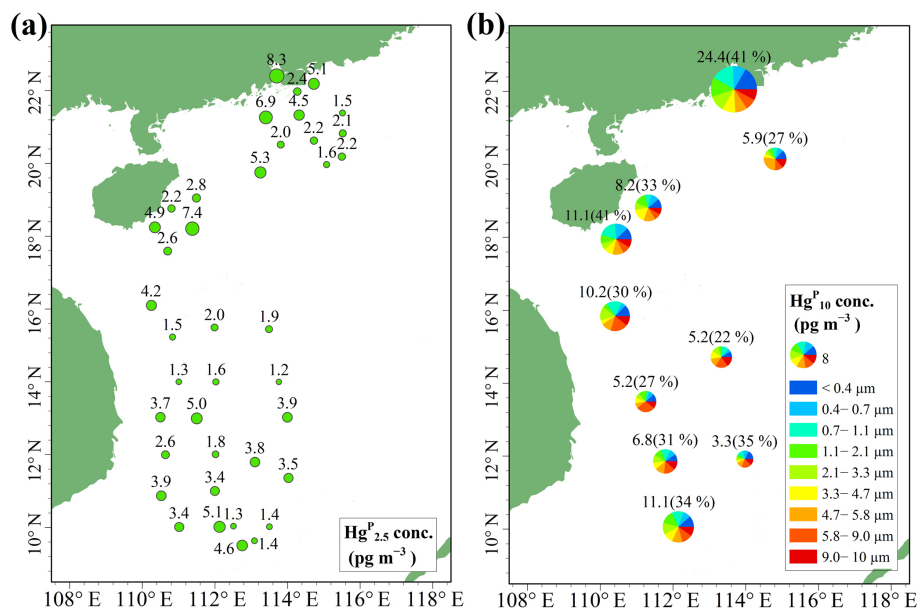 (a)
8.3
5.1
2.4
6.9
4.5
1.5
2.1
2.0
2.2
2.2
1.6
5.3
2.8
2.2
4.9
7.4
2.6
4.2
2.0
1.9
1.5
1.3
1.6
1.2
3.7
5.0
3.9
2.6
1.8
3.8
3.5
3.9
3.4
3.4
5.1
1.3
1.4
4.6
1.4
Hg^P_2.5 conc.
(pg m⁻³)
22° N
20° N
18° N
16° N
14° N
12° N
10° N
108° E
110° E
112° E
114° E
116° E
118° E
(b)
24.4(41 %)
5.9(27 %)
8.2(33 %)
11.1(41 %)
10.2(30 %)
5.2(22 %)
5.2(27 %)
6.8(31 %)
3.3(35 %)
11.1(34 %)
Hg^P_10 conc.
(pg m⁻³)
8
< 0.4 μm
0.4− 0.7 μm
0.7− 1.1 μm
1.1− 2.1 μm
2.1− 3.3 μm
3.3− 4.7 μm
4.7− 5.8 μm
5.8− 9.0 μm
9.0− 10 μm
22° N
20° N
18° N
16° N
14° N
12° N
10° N
108° E
110° E
112° E
114° E
116° E
118° E